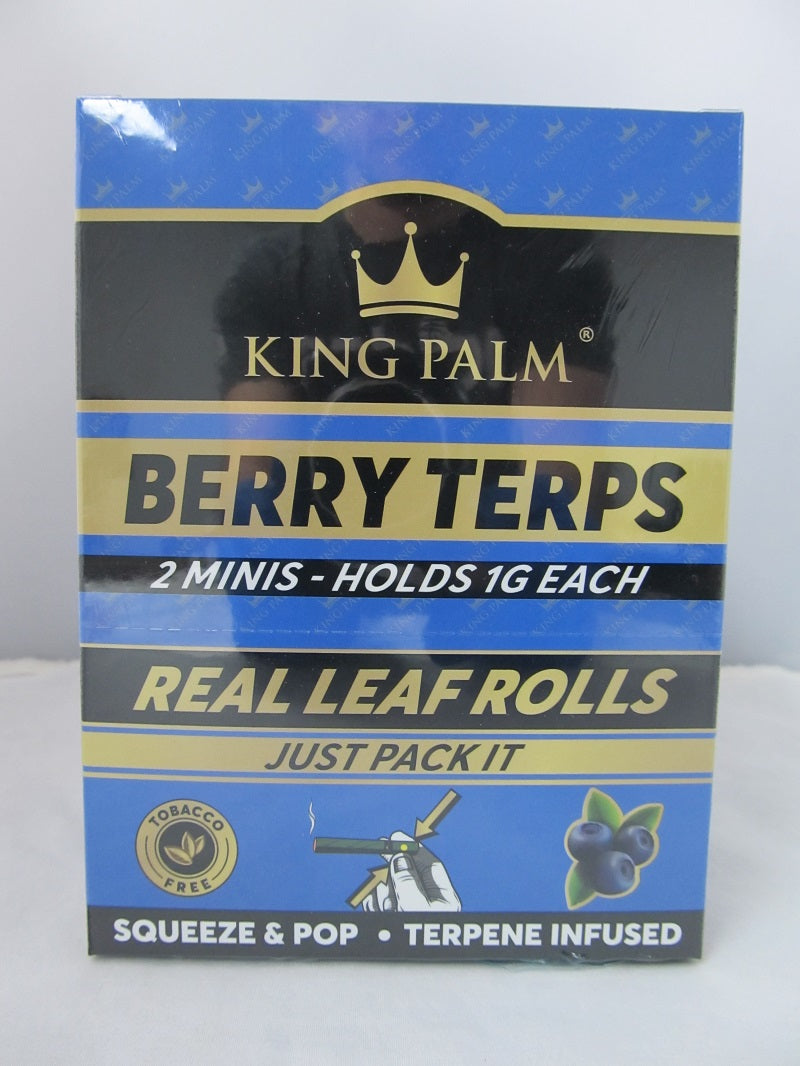 KING PALM®
BERRY TERPS
2 MINIS - HOLDS 1G EACH
REAL LEAF ROLLS
JUST PACK IT
TOBACCO
FREE
SQUEEZE & POP • TERPENE INFUSED